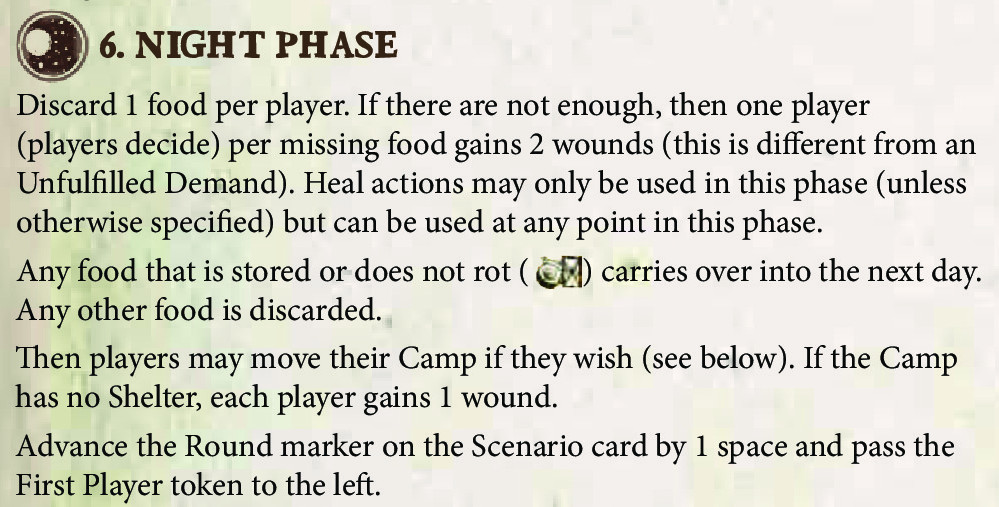 6. NIGHT PHASE
Discard 1 food per player. If there are not enough, then one player
(players decide) per missing food gains 2 wounds (this is different from an
Unfulfilled Demand). Heal actions may only be used in this phase (unless
otherwise specified) but can be used at any point in this phase.
Any food that is stored or does not rot ( ) carries over into the next day.
Any other food is discarded.
Then players may move their Camp if they wish (see below). If the Camp
has no Shelter, each player gains 1 wound.
Advance the Round marker on the Scenario card by 1 space and pass the
First Player token to the left.